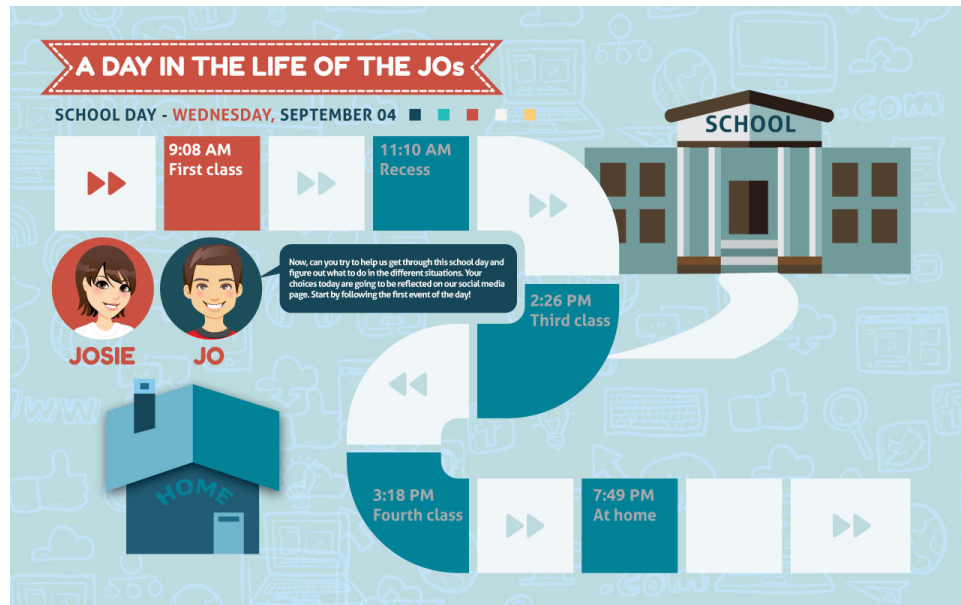 A DAY IN THE LIFE OF THE JOs
SCHOOL DAY - WEDNESDAY, SEPTEMBER 04
SCHOOL
9:08 AM
First class
11:10 AM
Recess
Now, can you try to help us get through this school day and
figure out what to do in the different situations. Your
choices today are going to be reflected on our social media
page. Start by following the first event of the day!
JOSIE
JO
2:26 PM
Third class
HOME
3:18 PM
Fourth class
7:49 PM
At home
.com
www
.com